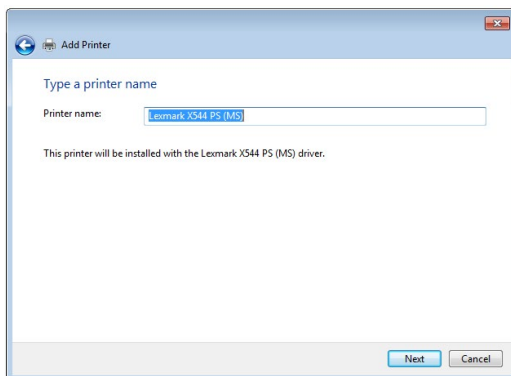 Add Printer
Type a printer name
Printer name: Lexmark X544 PS (MS)
This printer will be installed with the Lexmark X544 PS (MS) driver.
Next Cancel